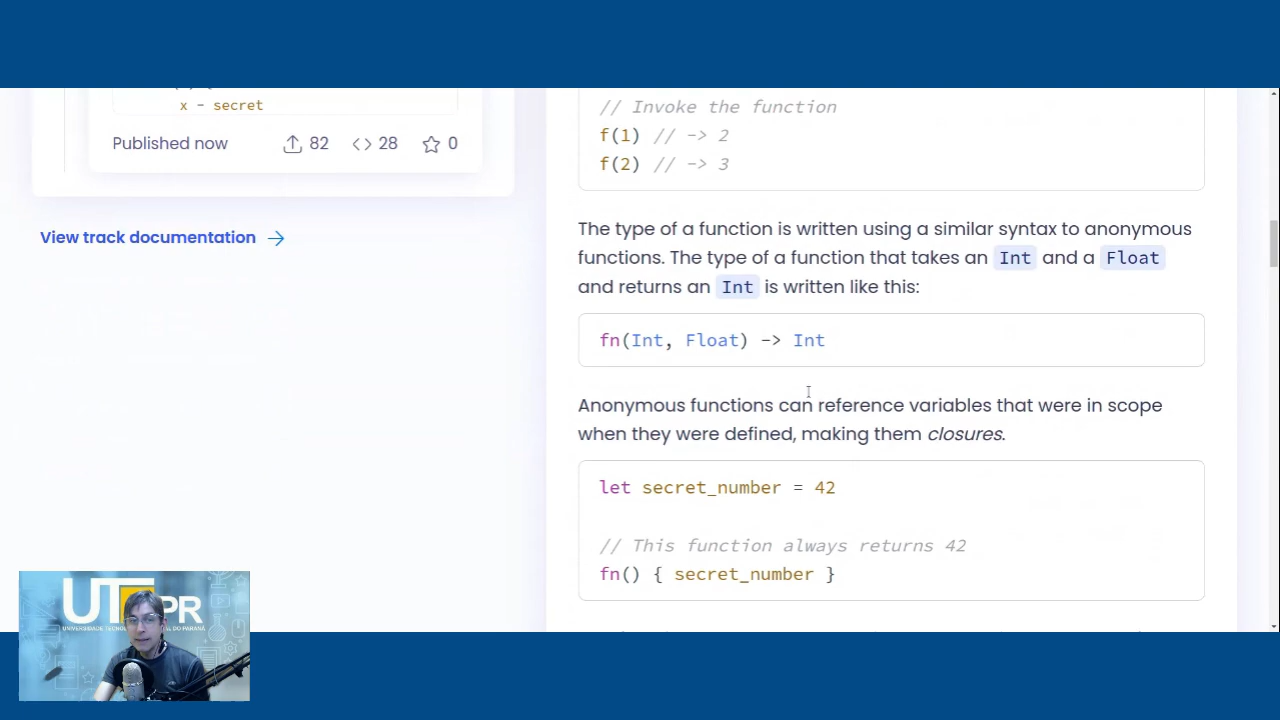 x - secret
Published now 82 28 0
View track documentation
// Invoke the function
f(1) // -> 2
f(2) // -> 3
The type of a function is written using a similar syntax to anonymous
functions. The type of a function that takes an Int and a Float
and returns an Int is written like this:
fn(Int, Float) -> Int
Anonymous functions can reference variables that were in scope
when they were defined, making them closures.
let secret_number = 42
// This function always returns 42
fn() { secret_number }